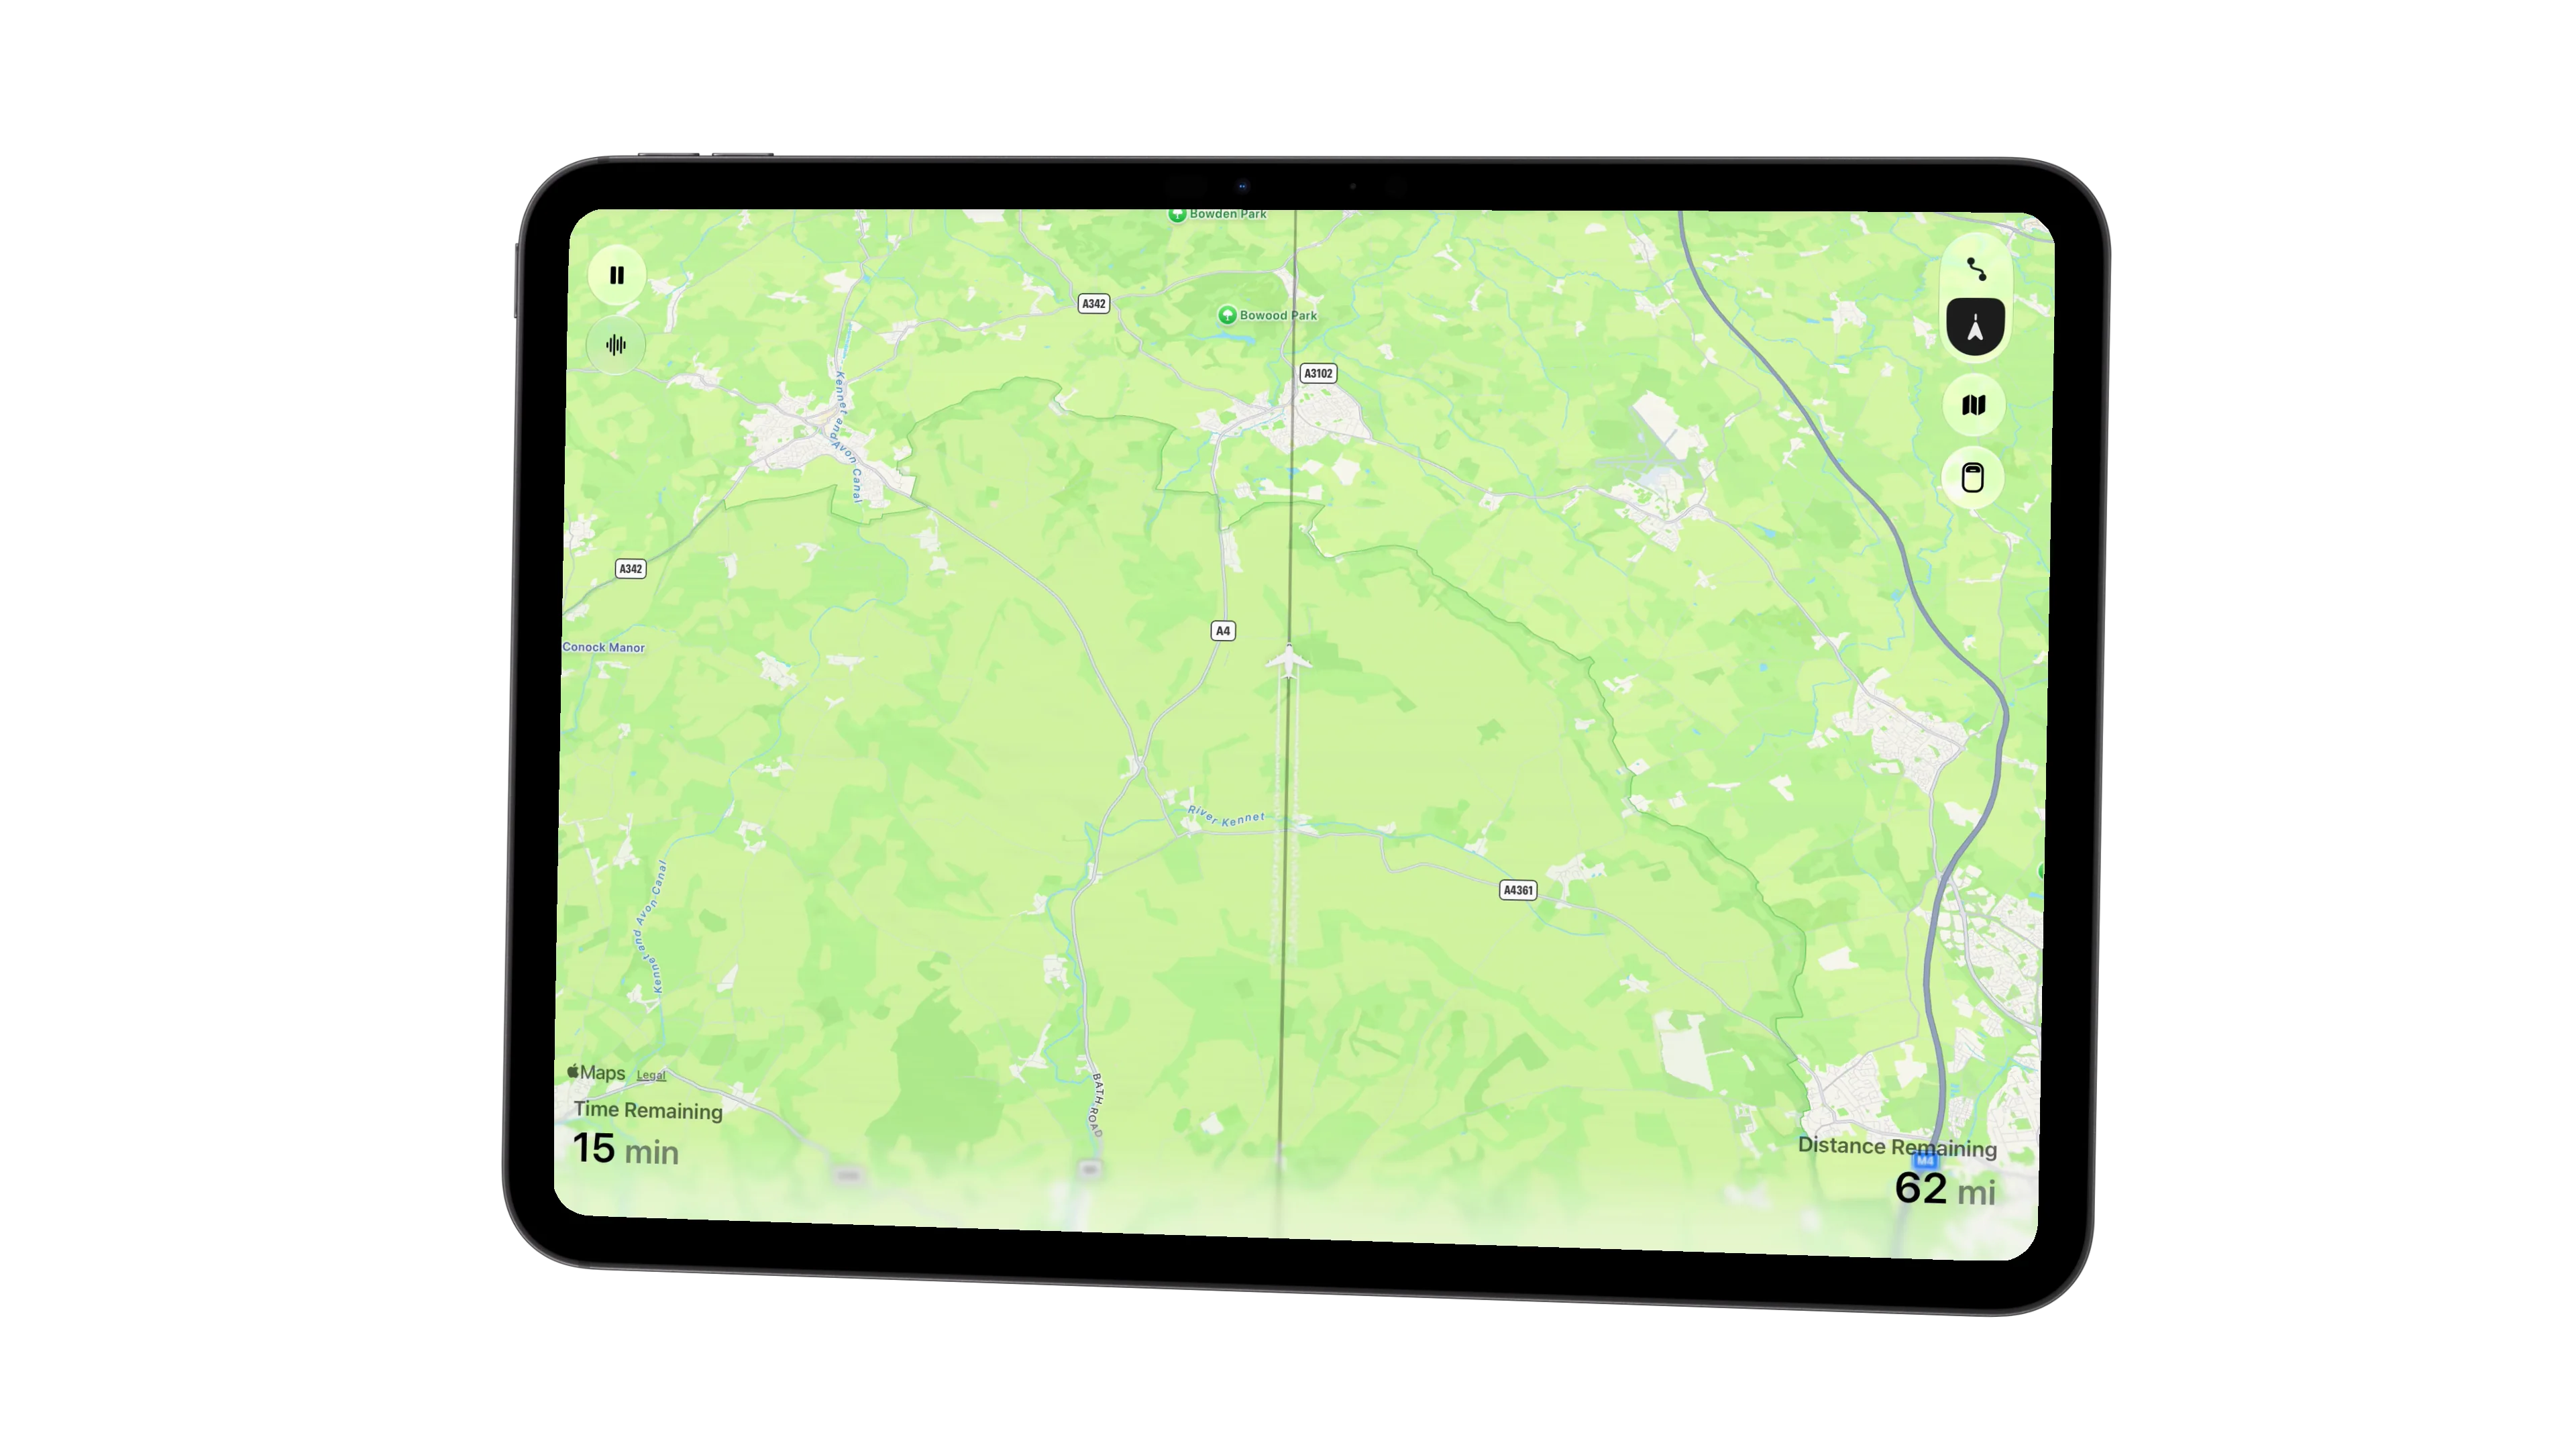 Bowden Park
A342
Bowood Park
A3102
Kennet and Avon Canal
A342
A4
Conock Manor
River Kennet
Kennet and Avon Canal
A4361
Maps Legal
BATH ROAD
Time Remaining
15 min
Distance Remaining
M4
62 mi